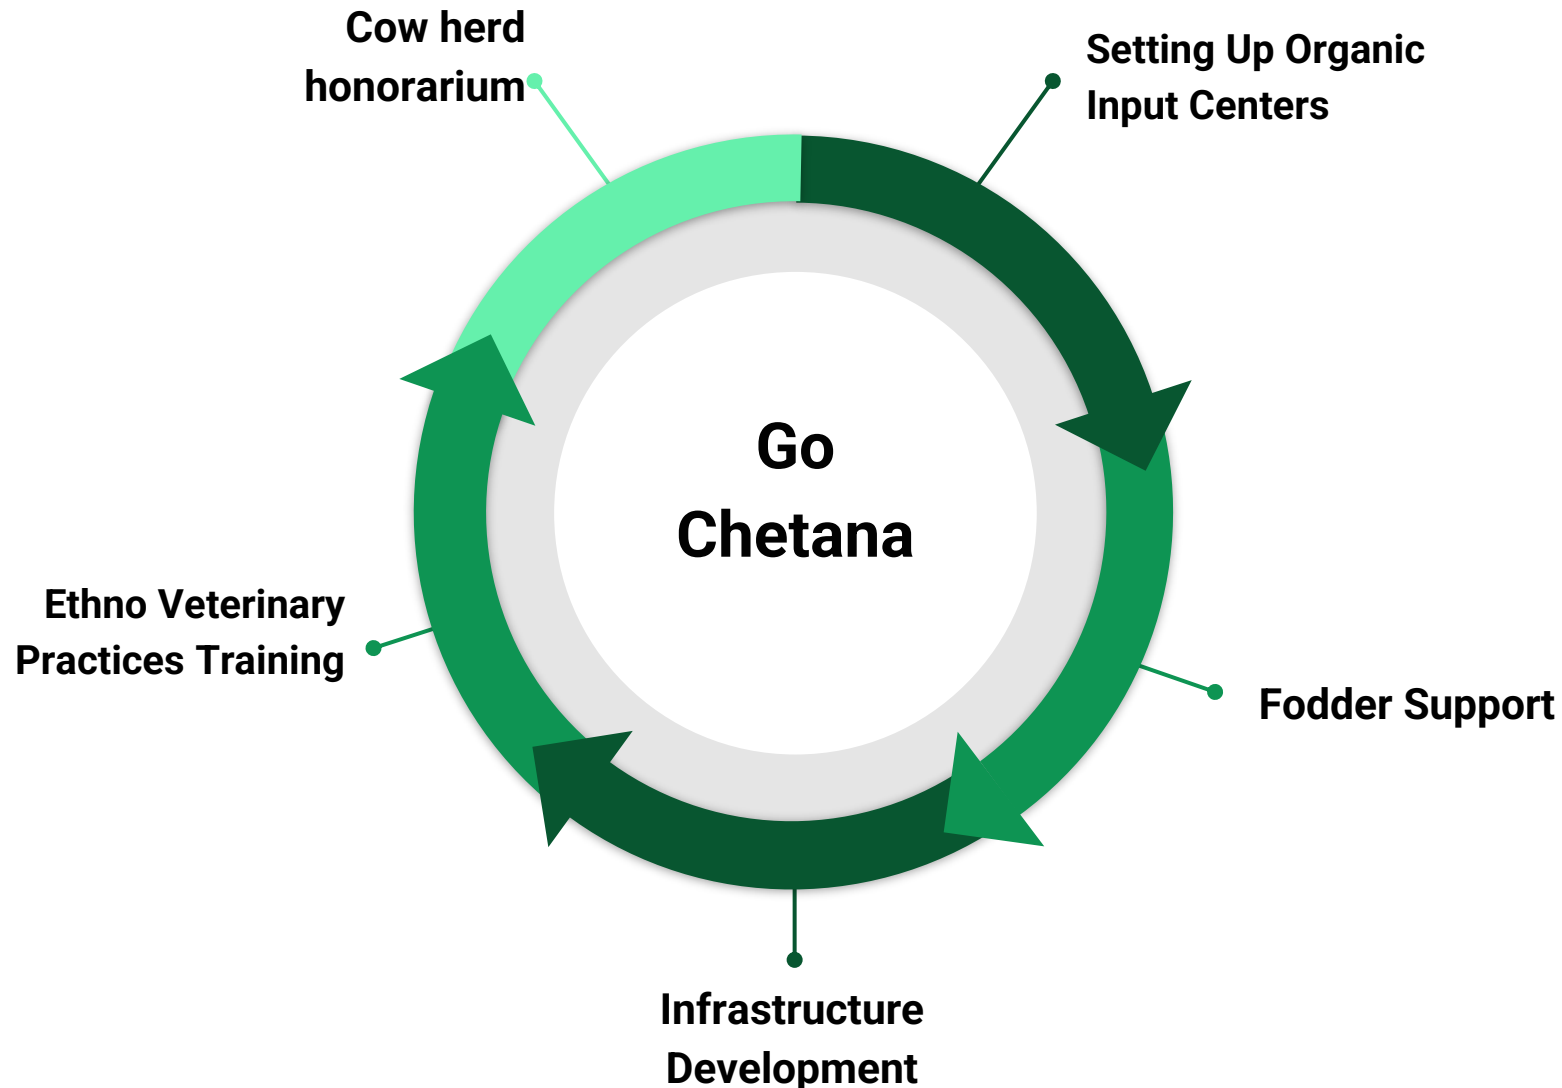 Cow herd
honorarium
Setting Up Organic
Input Centers
Go
Chetana
Ethno Veterinary
Practices Training
Fodder Support
Infrastructure
Development